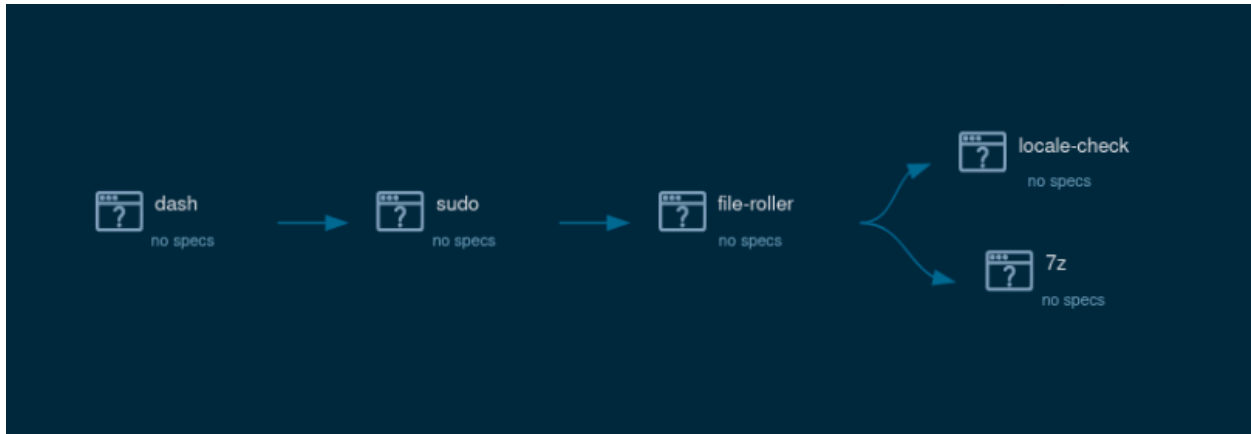 dash
no specs
sudo
no specs
file-roller
no specs
locale-check
no specs
7z
no specs